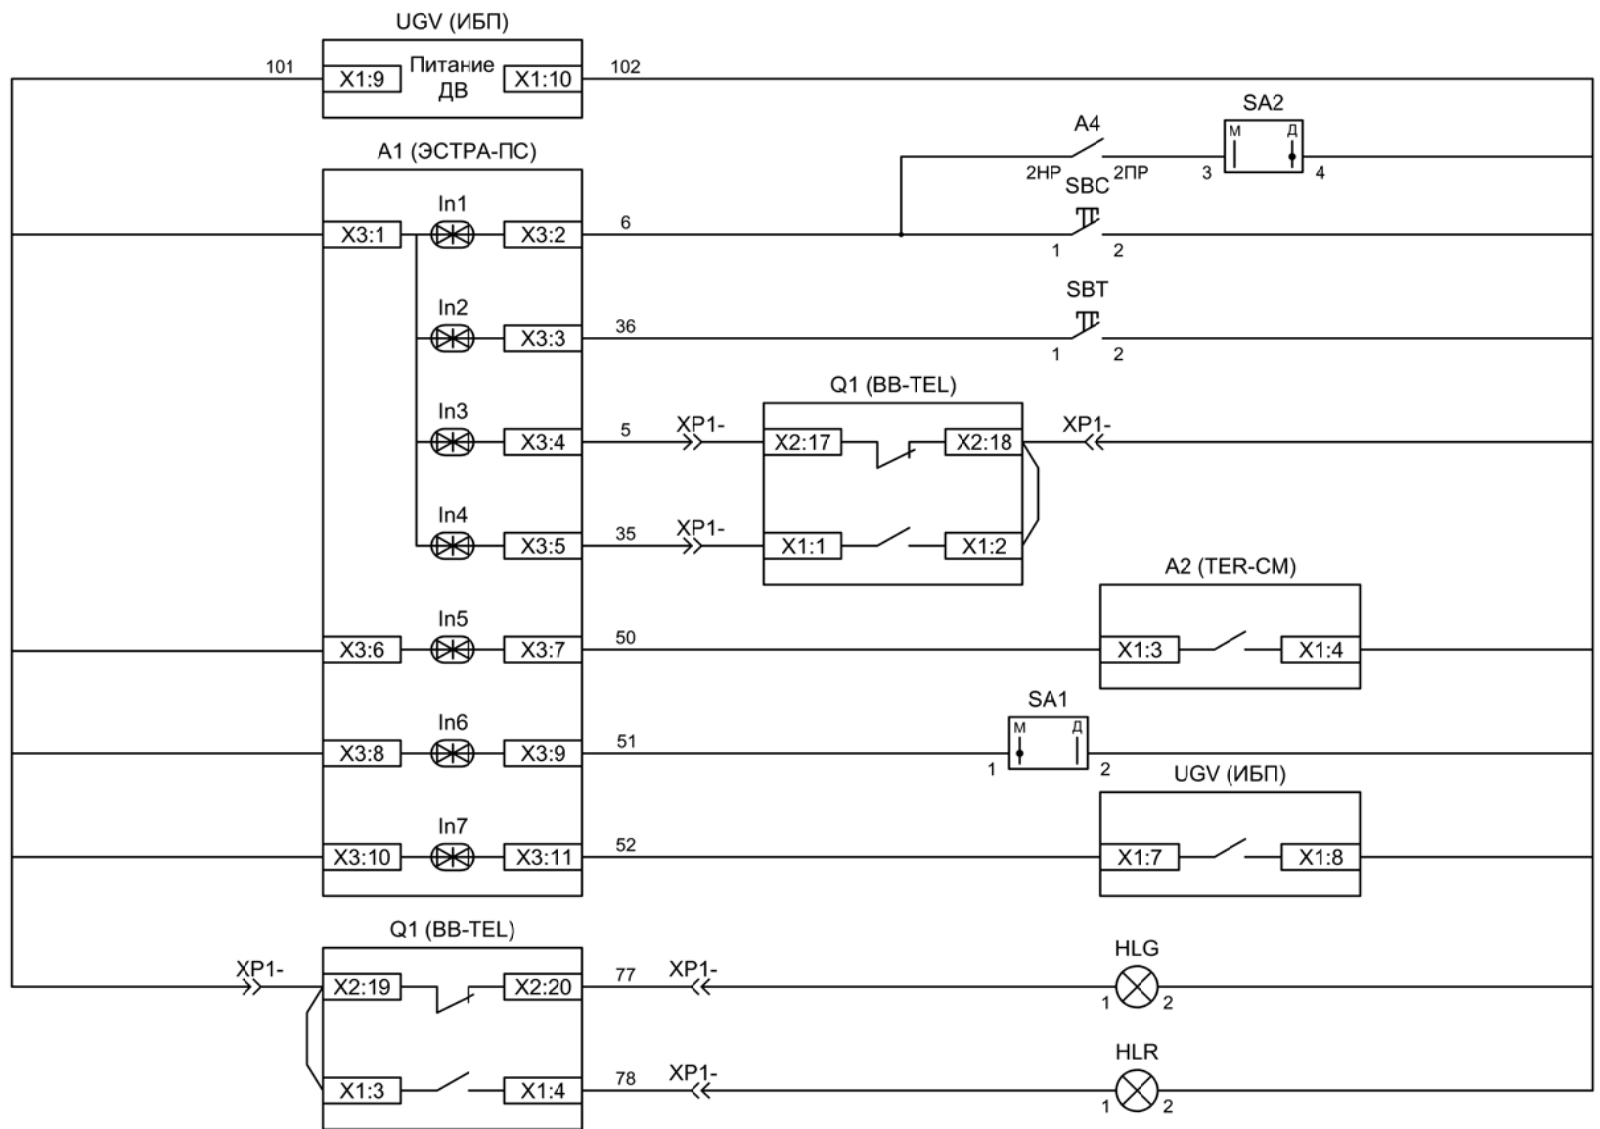 UGV (ИБП)
101 X1:9 Питание ДВ X1:10 102
SA2
A4 М Д
A1 (ЭСТРА-ПС)
2НР 2ПР 3 4
SBC
In1
X3:1 X3:2 6
1 2
SBT
In2
X3:3 36
1 2
Q1 (BB-TEL)
In3
X3:4 5 XP1- X2:17 X2:18 XP1-
In4
X3:5 35 XP1- X1:1 X1:2
A2 (TER-CM)
In5
X3:6 X3:7 50 X1:3 X1:4
SA1
In6 М Д
X3:8 X3:9 51
1 2
UGV (ИБП)
In7
X3:10 X3:11 52 X1:7 X1:8
Q1 (BB-TEL)
HLG
XP1- X2:19 X2:20 77 XP1-
1 2
HLR
X1:3 X1:4 78 XP1-
1 2